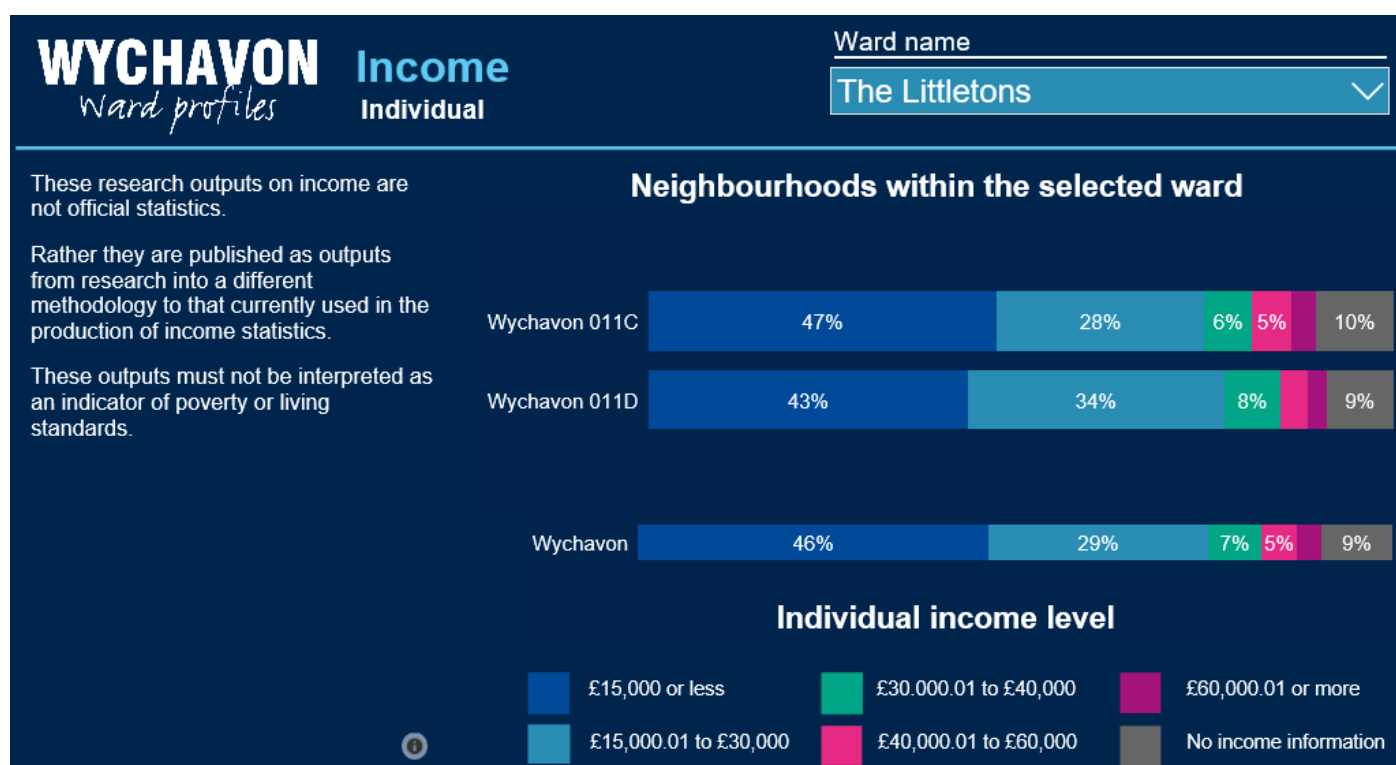 WYCHAVON
Ward profiles
Income
Individual
Ward name
The Littletons
These research outputs on income are
not official statistics.
Rather they are published as outputs
from research into a different
methodology to that currently used in the
production of income statistics.
These outputs must not be interpreted as
an indicator of poverty or living
standards.
Neighbourhoods within the selected ward
Wychavon 011C 47% 28% 6% 5% 10%
Wychavon 011D 43% 34% 8% 9%
Wychavon 46% 29% 7% 5% 9%
Individual income level
£15,000 or less £30.000.01 to £40,000 £60,000.01 or more
£15,000.01 to £30,000 £40,000.01 to £60,000 No income information